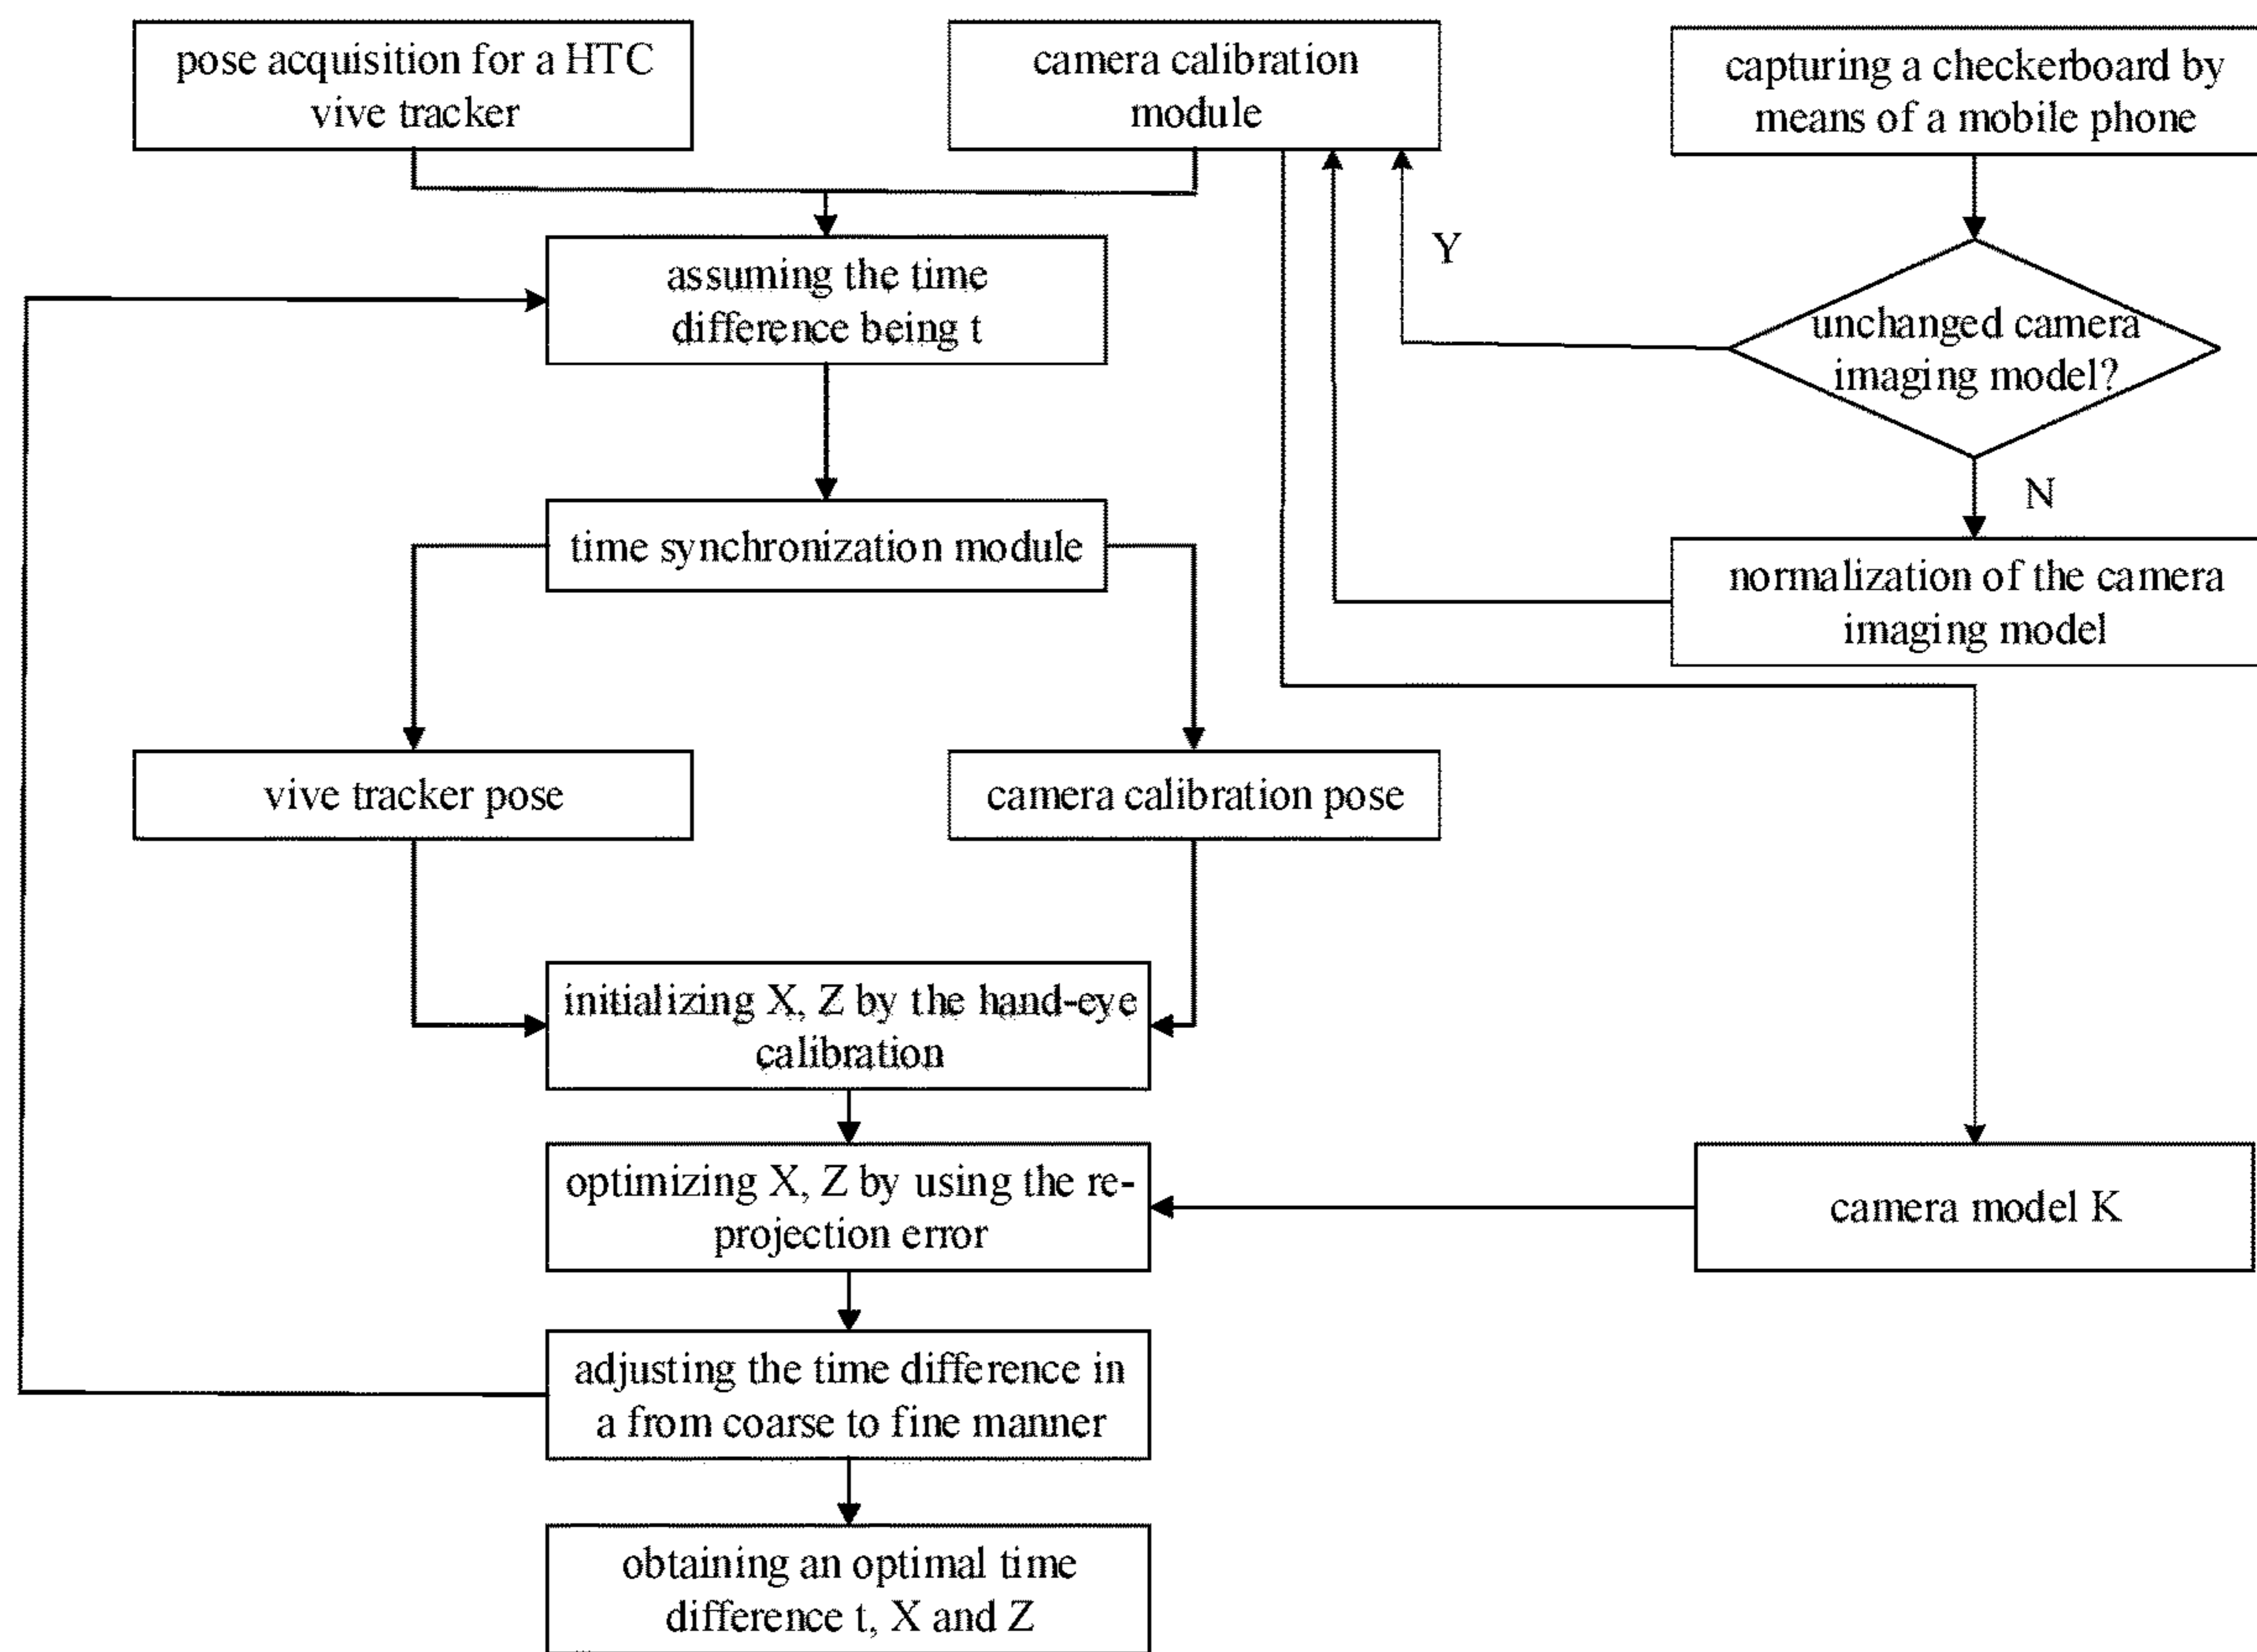 pose acquisition for a HTC
vive tracker
camera calibration
module
capturing a checkerboard by
means of a mobile phone
assuming the time
difference being t
Y
unchanged camera
imaging model?
N
time synchronization module
normalization of the camera
imaging model
vive tracker pose
camera calibration pose
initializing X, Z by the hand-eye
calibration
optimizing X, Z by using the re-
projection error
camera model K
adjusting the time difference in
a from coarse to fine manner
obtaining an optimal time
difference t, X and Z